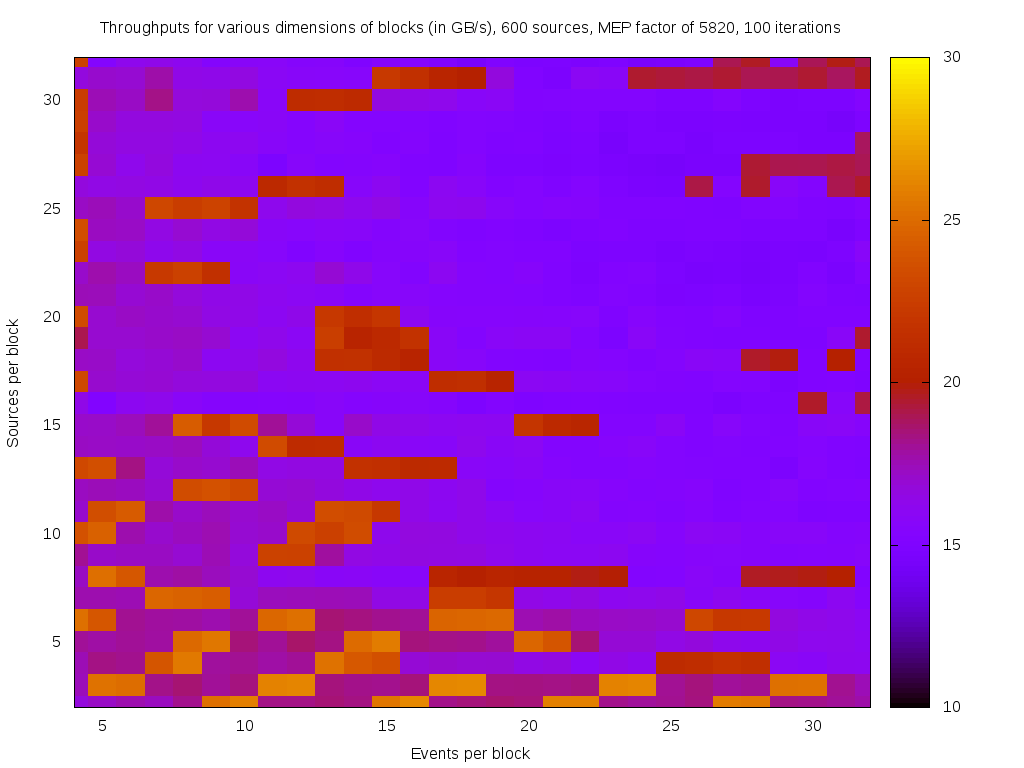 Throughputs for various dimensions of blocks (in GB/s), 600 sources, MEP factor of 5820, 100 iterations
30
25
20
15
10
5
Sources per block
5 10 15 20 25 30
Events per block
30
25
20
15
10